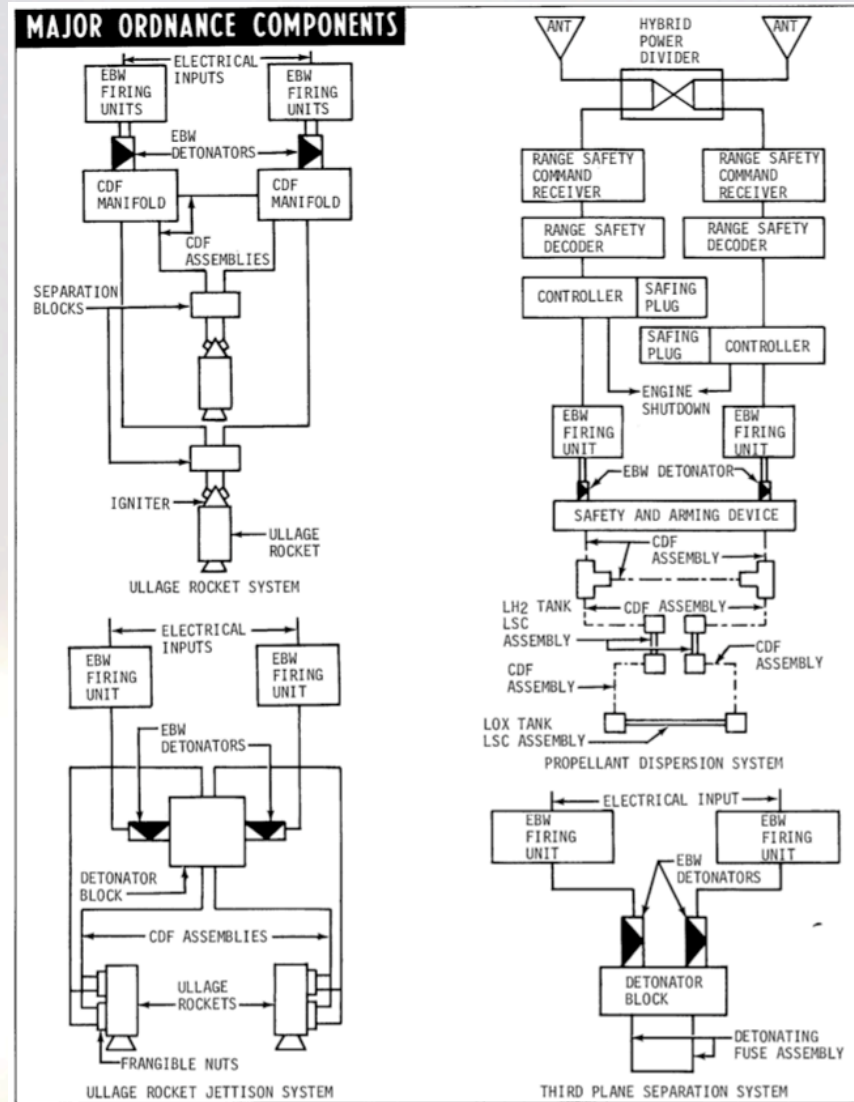 MAJOR ORDNANCE COMPONENTS
ELECTRICAL
INPUTS
EBW
FIRING
UNITS
EBW
FIRING
UNITS
EBW
DETONATORS
CDF
MANIFOLD
CDF
MANIFOLD
CDF
ASSEMBLIES
SEPARATION
BLOCKS
IGNITER
ULLAGE
ROCKET
ULLAGE ROCKET SYSTEM
ELECTRICAL
INPUTS
EBW
FIRING
UNIT
EBW
FIRING
UNIT
EBW
DETONATORS
DETONATOR
BLOCK
CDF ASSEMBLIES
ULLAGE
ROCKETS
FRANGIBLE NUTS
ULLAGE ROCKET JETTISON SYSTEM
ANT
HYBRID
POWER
DIVIDER
ANT
RANGE SAFETY
COMMAND
RECEIVER
RANGE SAFETY
COMMAND
RECEIVER
RANGE SAFETY
DECODER
RANGE SAFETY
DECODER
CONTROLLER
SAFING
PLUG
SAFING
PLUG
CONTROLLER
ENGINE
SHUTDOWN
EBW
FIRING
UNIT
EBW
FIRING
UNIT
EBW DETONATOR
SAFETY AND ARMING DEVICE
CDF
ASSEMBLY
LH2 TANK
LSC
ASSEMBLY
CDF ASSEMBLY
CDF
ASSEMBLY
CDF
ASSEMBLY
LOX TANK
LSC ASSEMBLY
PROPELLANT DISPERSION SYSTEM
ELECTRICAL INPUT
EBW
FIRING
UNIT
EBW
FIRING
UNIT
EBW
DETONATORS
DETONATOR
BLOCK
DETONATING
FUSE ASSEMBLY
THIRD PLANE SEPARATION SYSTEM